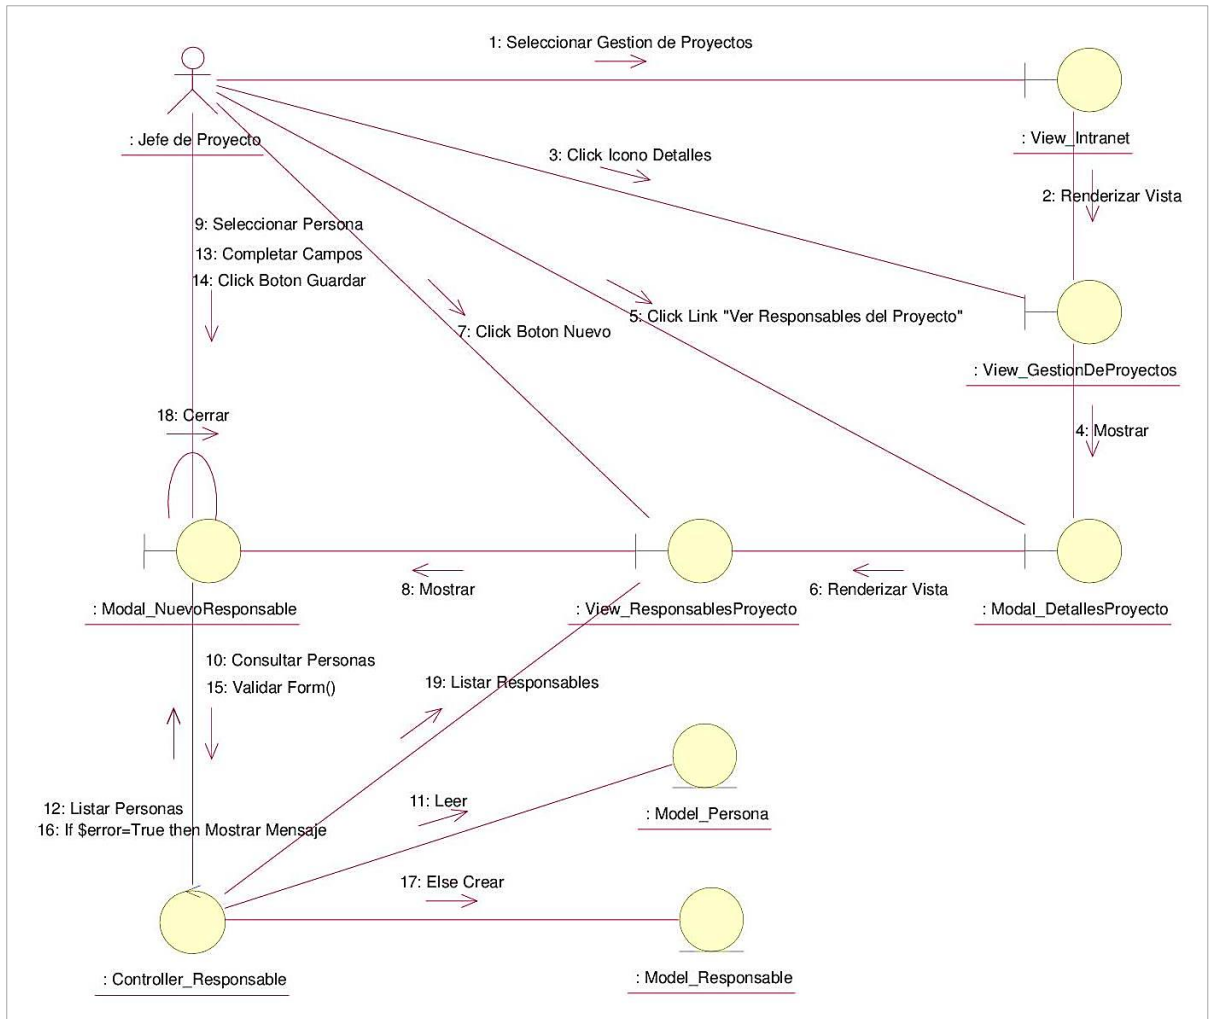 1: Seleccionar Gestion de Proyectos
: Jefe de Proyecto
: View_Intranet
3: Click Icono Detalles
2: Renderizar Vista
9: Seleccionar Persona
13: Completar Campos
14: Click Boton Guardar
5: Click Link "Ver Responsables del Proyecto"
7: Click Boton Nuevo
: View_GestionDeProyectos
18: Cerrar
4: Mostrar
8: Mostrar
6: Renderizar Vista
: Modal_NuevoResponsable
: View_ResponsablesProyecto
: Modal_DetallesProyecto
10: Consultar Personas
15: Validar Form()
19: Listar Responsables
12: Listar Personas
16: If $error=True then Mostrar Mensaje
11: Leer
: Model_Persona
17: Else Crear
: Controller_Responsable
: Model_Responsable